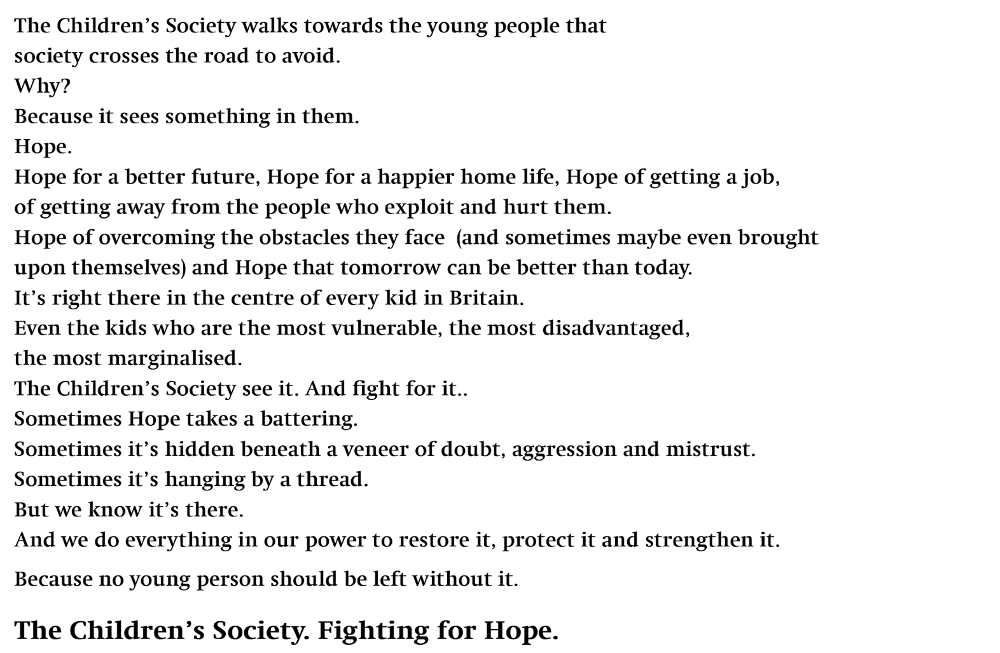 The Children’s Society walks towards the young people that
society crosses the road to avoid.
Why?
Because it sees something in them.
Hope.
Hope for a better future, Hope for a happier home life, Hope of getting a job,
of getting away from the people who exploit and hurt them.
Hope of overcoming the obstacles they face  (and sometimes maybe even brought
upon themselves) and Hope that tomorrow can be better than today.
It’s right there in the centre of every kid in Britain.
Even the kids who are the most vulnerable, the most disadvantaged,
the most marginalised.
The Children’s Society see it. And fight for it..
Sometimes Hope takes a battering.
Sometimes it’s hidden beneath a veneer of doubt, aggression and mistrust.
Sometimes it’s hanging by a thread.
But we know it’s there.
And we do everything in our power to restore it, protect it and strengthen it.
Because no young person should be left without it.
The Children’s Society. Fighting for Hope.